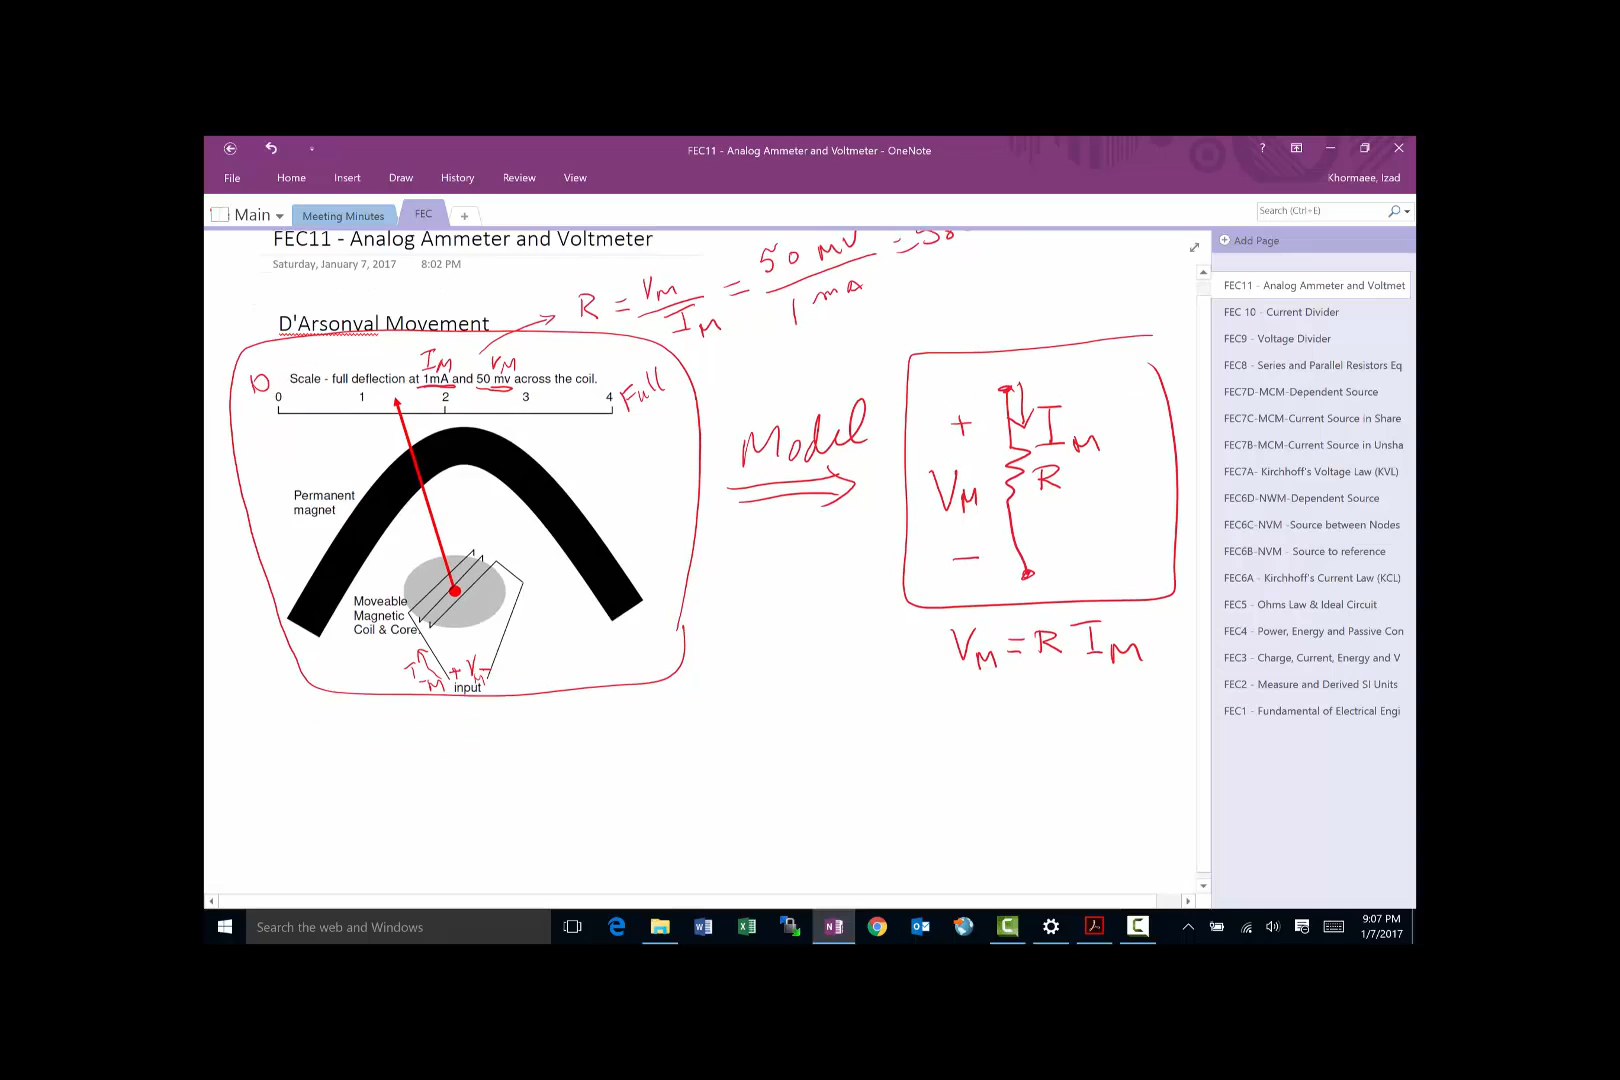 FEC11 - Analog Ammeter and Voltmeter - OneNote
?
File
Home
Insert
Draw
History
Review
View
Khormaee, Izad
Main
Meeting Minutes
FEC
+
Search (Ctrl+E)
FEC11 - Analog Ammeter and Voltmeter
Saturday, January 7, 2017 8:02 PM
R = VM / IM = 50 mV / 1 mA =
D'Arsonval Movement
IM VM
Scale - full deflection at 1mA and 50 mv across the coil.
0 1 2 3 4 Full
Permanent
magnet
Moveable
Magnetic
Coil & Core
IM + VM -
input
Model
+
IM
VM R
-
VM = R IM
Add Page
FEC11 - Analog Ammeter and Voltmet
FEC 10 - Current Divider
FEC9 - Voltage Divider
FEC8 - Series and Parallel Resistors Eq
FEC7D-MCM-Dependent Source
FEC7C-MCM-Current Source in Share
FEC7B-MCM-Current Source in Unsha
FEC7A- Kirchhoff's Voltage Law (KVL)
FEC6D-NWM-Dependent Source
FEC6C-NVM -Source between Nodes
FEC6B-NVM - Source to reference
FEC6A - Kirchhoff's Current Law (KCL)
FEC5 - Ohms Law & Ideal Circuit
FEC4 - Power, Energy and Passive Con
FEC3 - Charge, Current, Energy and V
FEC2 - Measure and Derived SI Units
FEC1 - Fundamental of Electrical Engi
Search the web and Windows
9:07 PM
1/7/2017